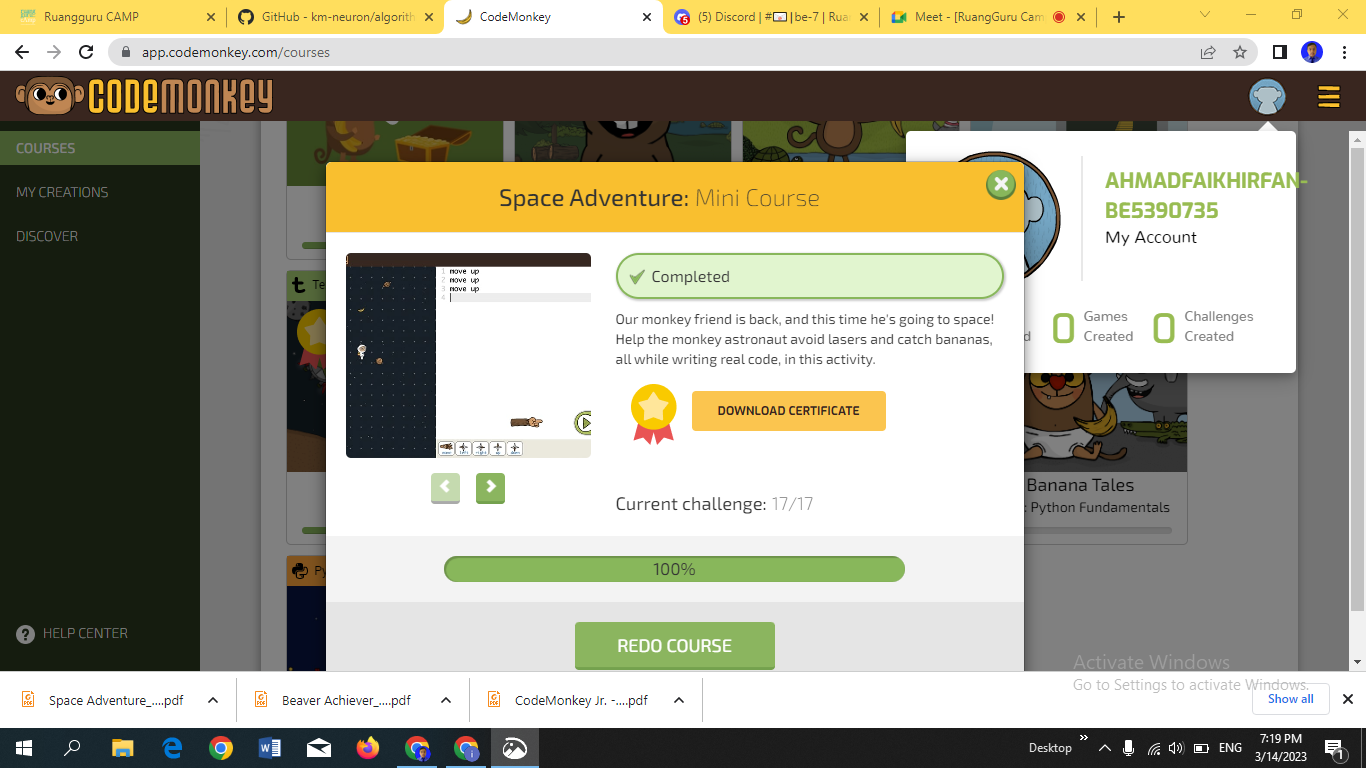 Ruangguru CAMP
GitHub - km-neuron/algorith
CodeMonkey
(5) Discord | #
|be-7 | Rua
Meet - [RuangGuru Cam
app.codemonkey.com/courses
CODEMONKEY
COURSES
MY CREATIONS
DISCOVER
HELP CENTER
AHMADFAIKHIRFAN-
BE5390735
My Account
0 Games
Created
0 Challenges
Created
Space Adventure: Mini Course
1 move up
2 move up
3 move up
4
Completed
Our monkey friend is back, and this time he's going to space!
Help the monkey astronaut avoid lasers and catch bananas,
all while writing real code, in this activity.
DOWNLOAD CERTIFICATE
Current challenge: 17/17
100%
REDO COURSE
Te
Py
Banana Tales
: Python Fundamentals
Activate Windows
Go to Settings to activate Windows.
Space Adventure_....pdf
Beaver Achiever_....pdf
CodeMonkey Jr. -....pdf
Show all
Desktop
ENG
7:19 PM
3/14/2023
1